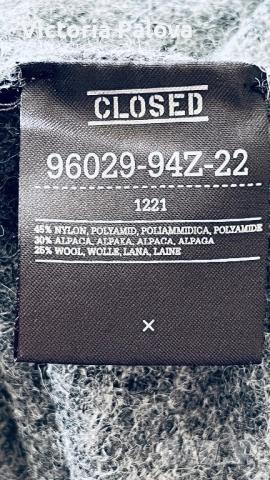 Victoria Palova
CLOSED
96029-94Z-22
1221
45% NYLON, POLYAMID, POLIAMMIDICA, POLYAMIDE
30% ALPACA, ALPAKA, ALPACA, ALPAGA
25% WOOL, WOLLE, LANA, LAINE